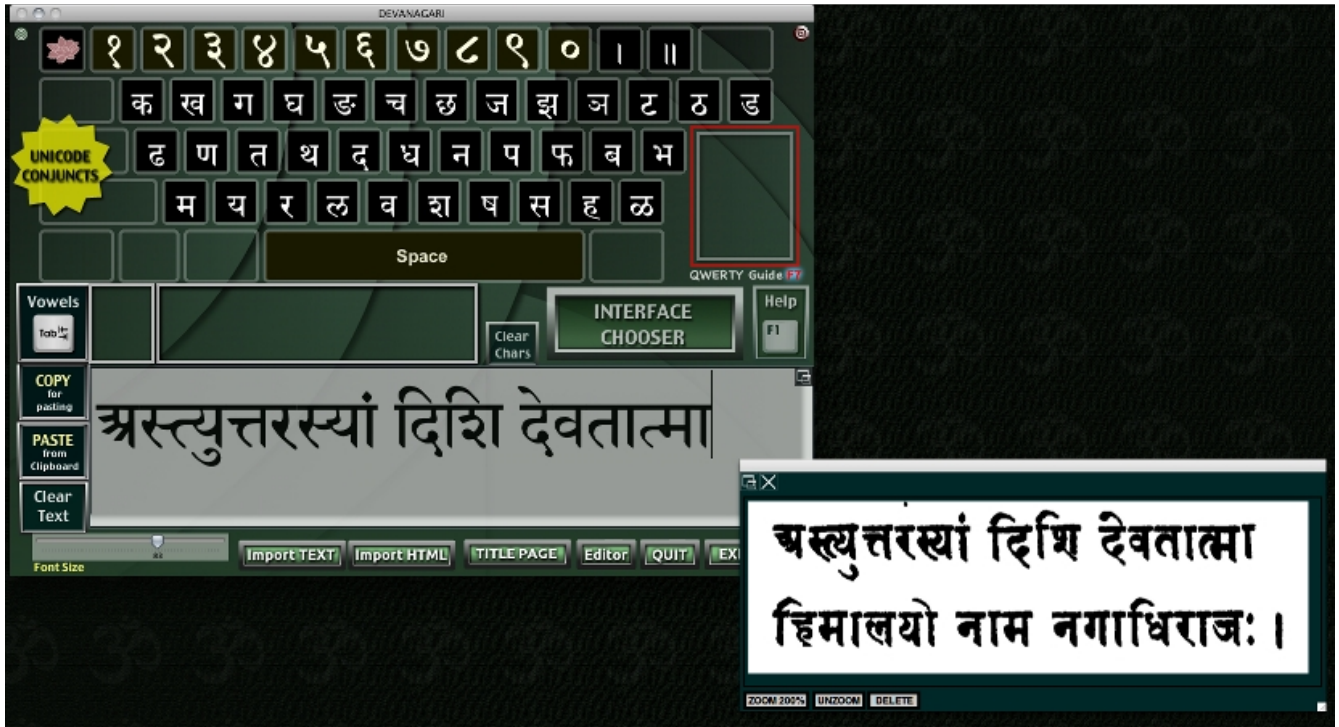 DEVANAGARI
१ २ ३ ४ ५ ६ ७ ८ ९ ० । ॥
क ख ग घ ङ च छ ज झ ञ ट ठ ड
UNICODE
CONJUNCTS
ढ ण त थ द ध न प फ ब भ
म य र ल व श ष स ह ळ
Space
QWERTY Guide F7
Vowels
Tab
Clear
Chars
INTERFACE
CHOOSER
Help
F1
COPY
for
pasting
PASTE
from
Clipboard
Clear
Text
अस्त्युत्तरस्यां दिशि देवतात्मा
Font Size
Import TEXT
Import HTML
TITLE PAGE
Editor
QUIT
अस्त्युत्तरस्यां दिशि देवतात्मा
हिमालयो नाम नगाधिराजः ।
ZOOM 200%
UNZOOM
DELETE